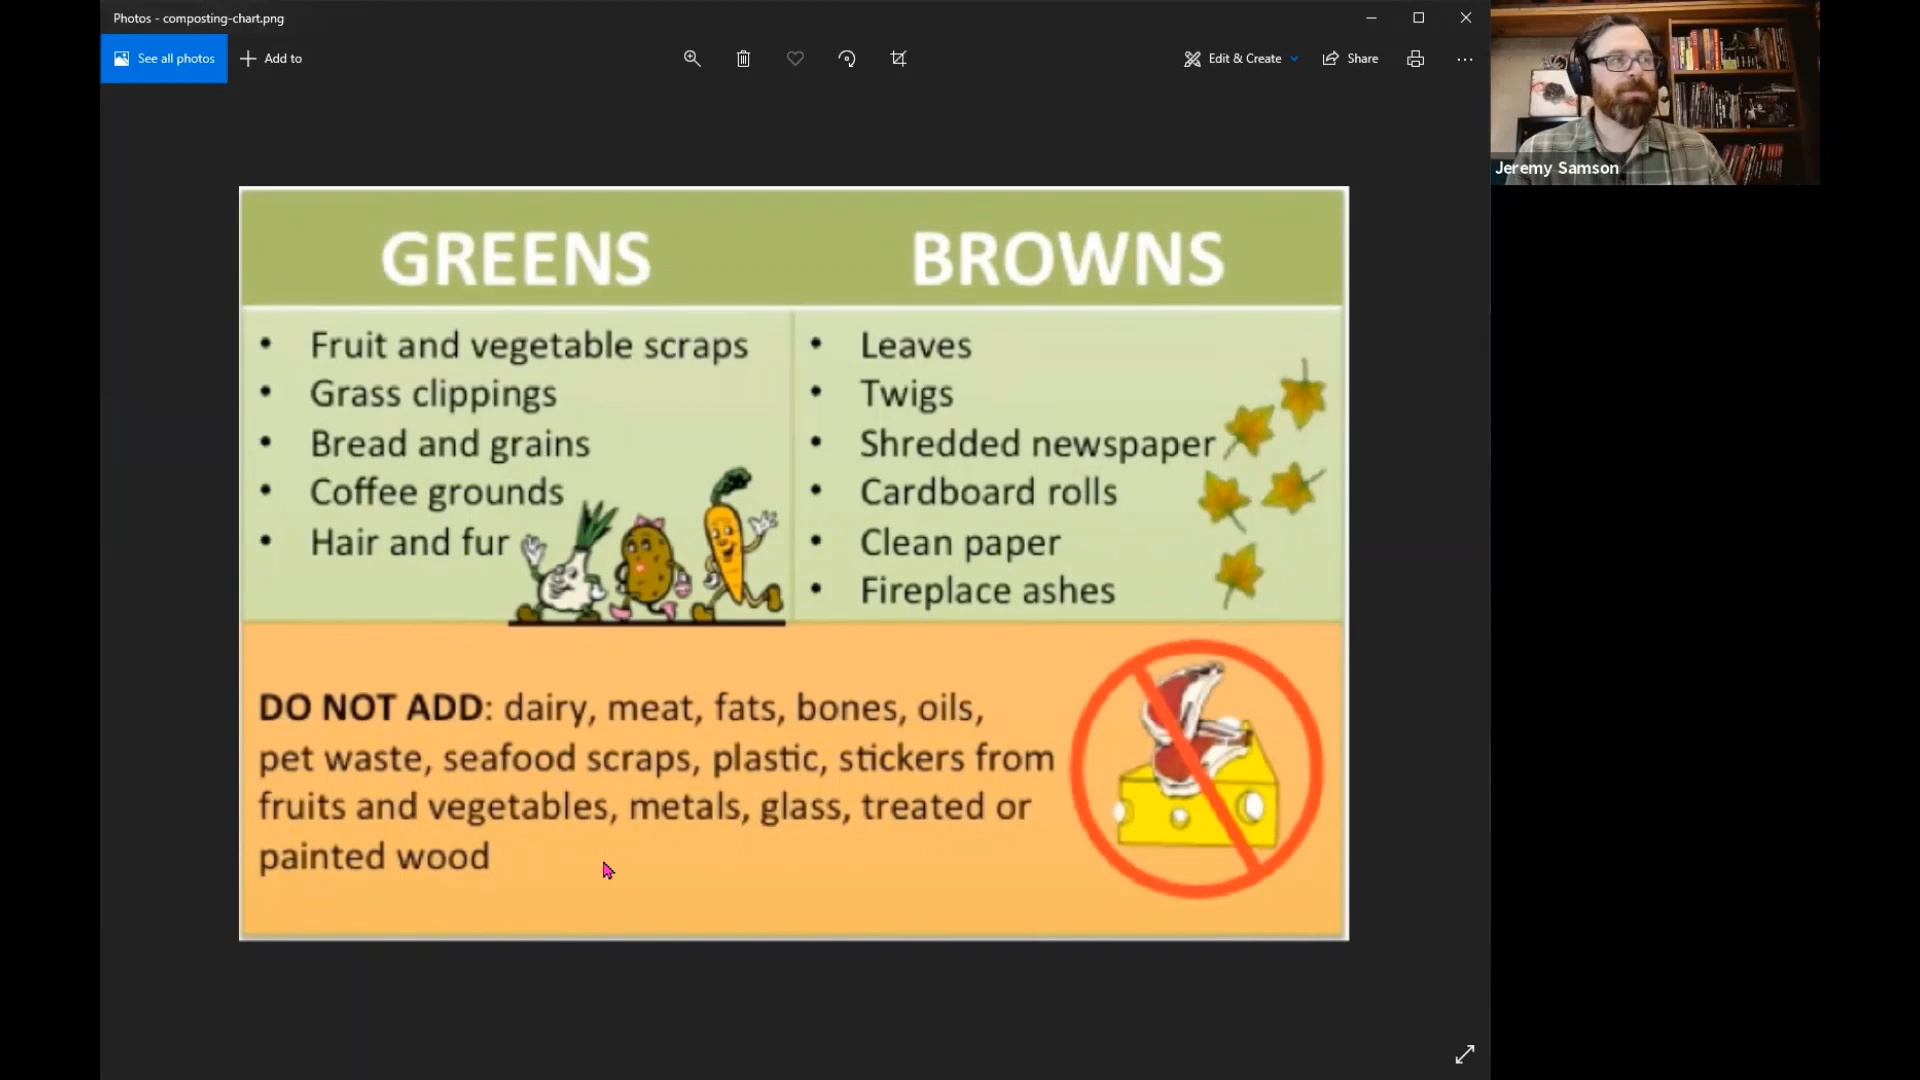 Photos - composting-chart.png
See all photos
Add to
Edit & Create
Share
Jeremy Samson
GREENS
BROWNS
• Fruit and vegetable scraps
• Grass clippings
• Bread and grains
• Coffee grounds
• Hair and fur
• Leaves
• Twigs
• Shredded newspaper
• Cardboard rolls
• Clean paper
• Fireplace ashes
DO NOT ADD: dairy, meat, fats, bones, oils,
pet waste, seafood scraps, plastic, stickers from
fruits and vegetables, metals, glass, treated or
painted wood